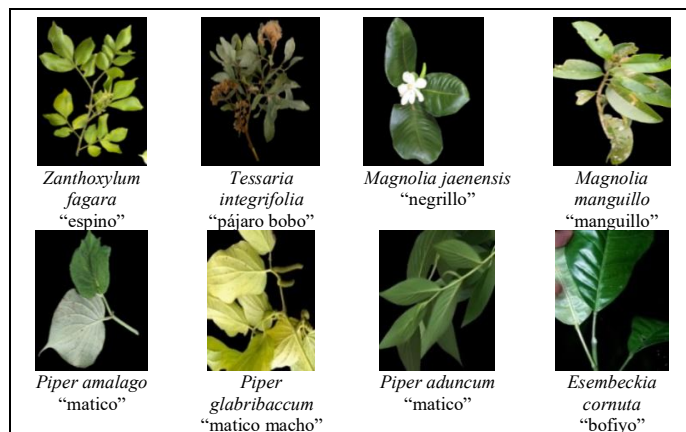 Zanthoxylum
fagara
“espino”
Tessaria
integrifolia
“pájaro bobo”
Magnolia jaenensis
“negrillo”
Magnolia
manguillo
“manguillo”
Piper amalago
“matico”
Piper
glabribaccum
“matico macho”
Piper aduncum
“matico”
Esembeckia
cornuta
“bofiyo”